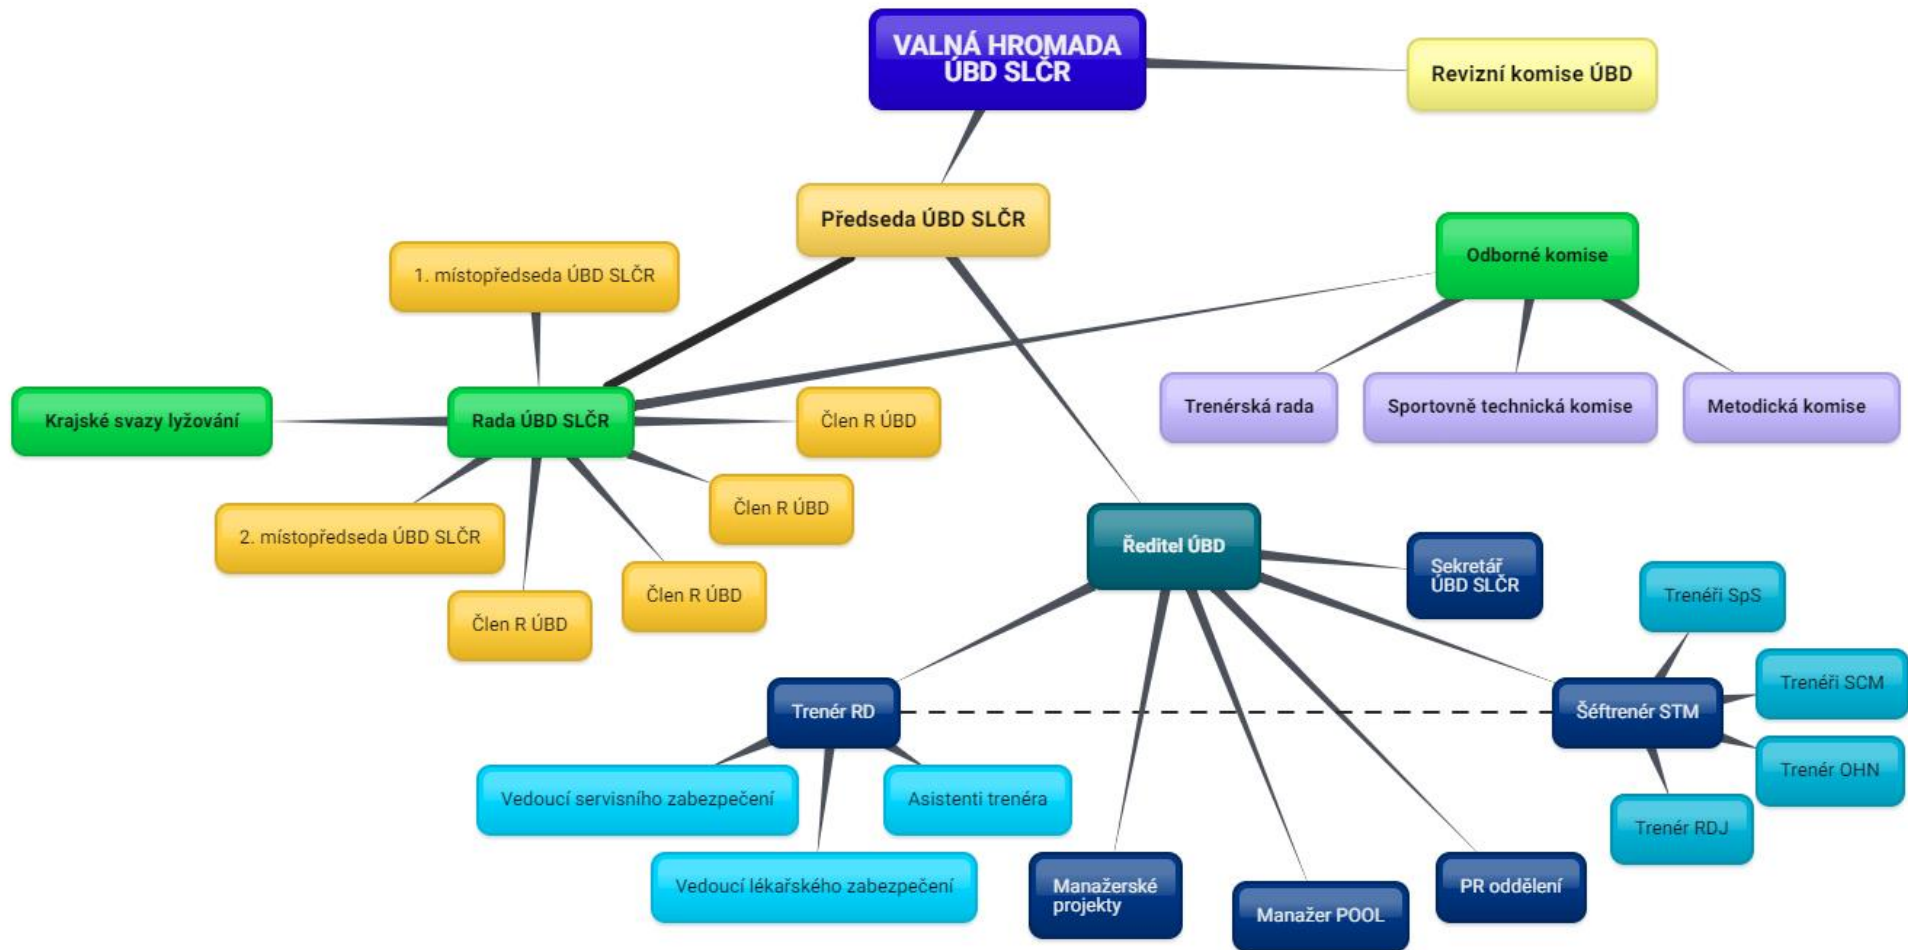 VALNÁ HROMADA
ÚBD SLČR
Revizní komise ÚBD
Předseda ÚBD SLČR
Odborné komise
1. místopředseda ÚBD SLČR
Trenérská rada
Sportovně technická komise
Metodická komise
Krajské svazy lyžování
Rada ÚBD SLČR
Člen R ÚBD
Člen R ÚBD
2. místopředseda ÚBD SLČR
Člen R ÚBD
Člen R ÚBD
Ředitel ÚBD
Sekretář
ÚBD SLČR
Trenéři SpS
Trenéři SCM
Trenér RD
Šéftrenér STM
Trenér OHN
Trenér RDJ
Vedoucí servisního zabezpečení
Asistenti trenéra
Vedoucí lékařského zabezpečení
Manažerské
projekty
Manažer POOL
PR oddělení